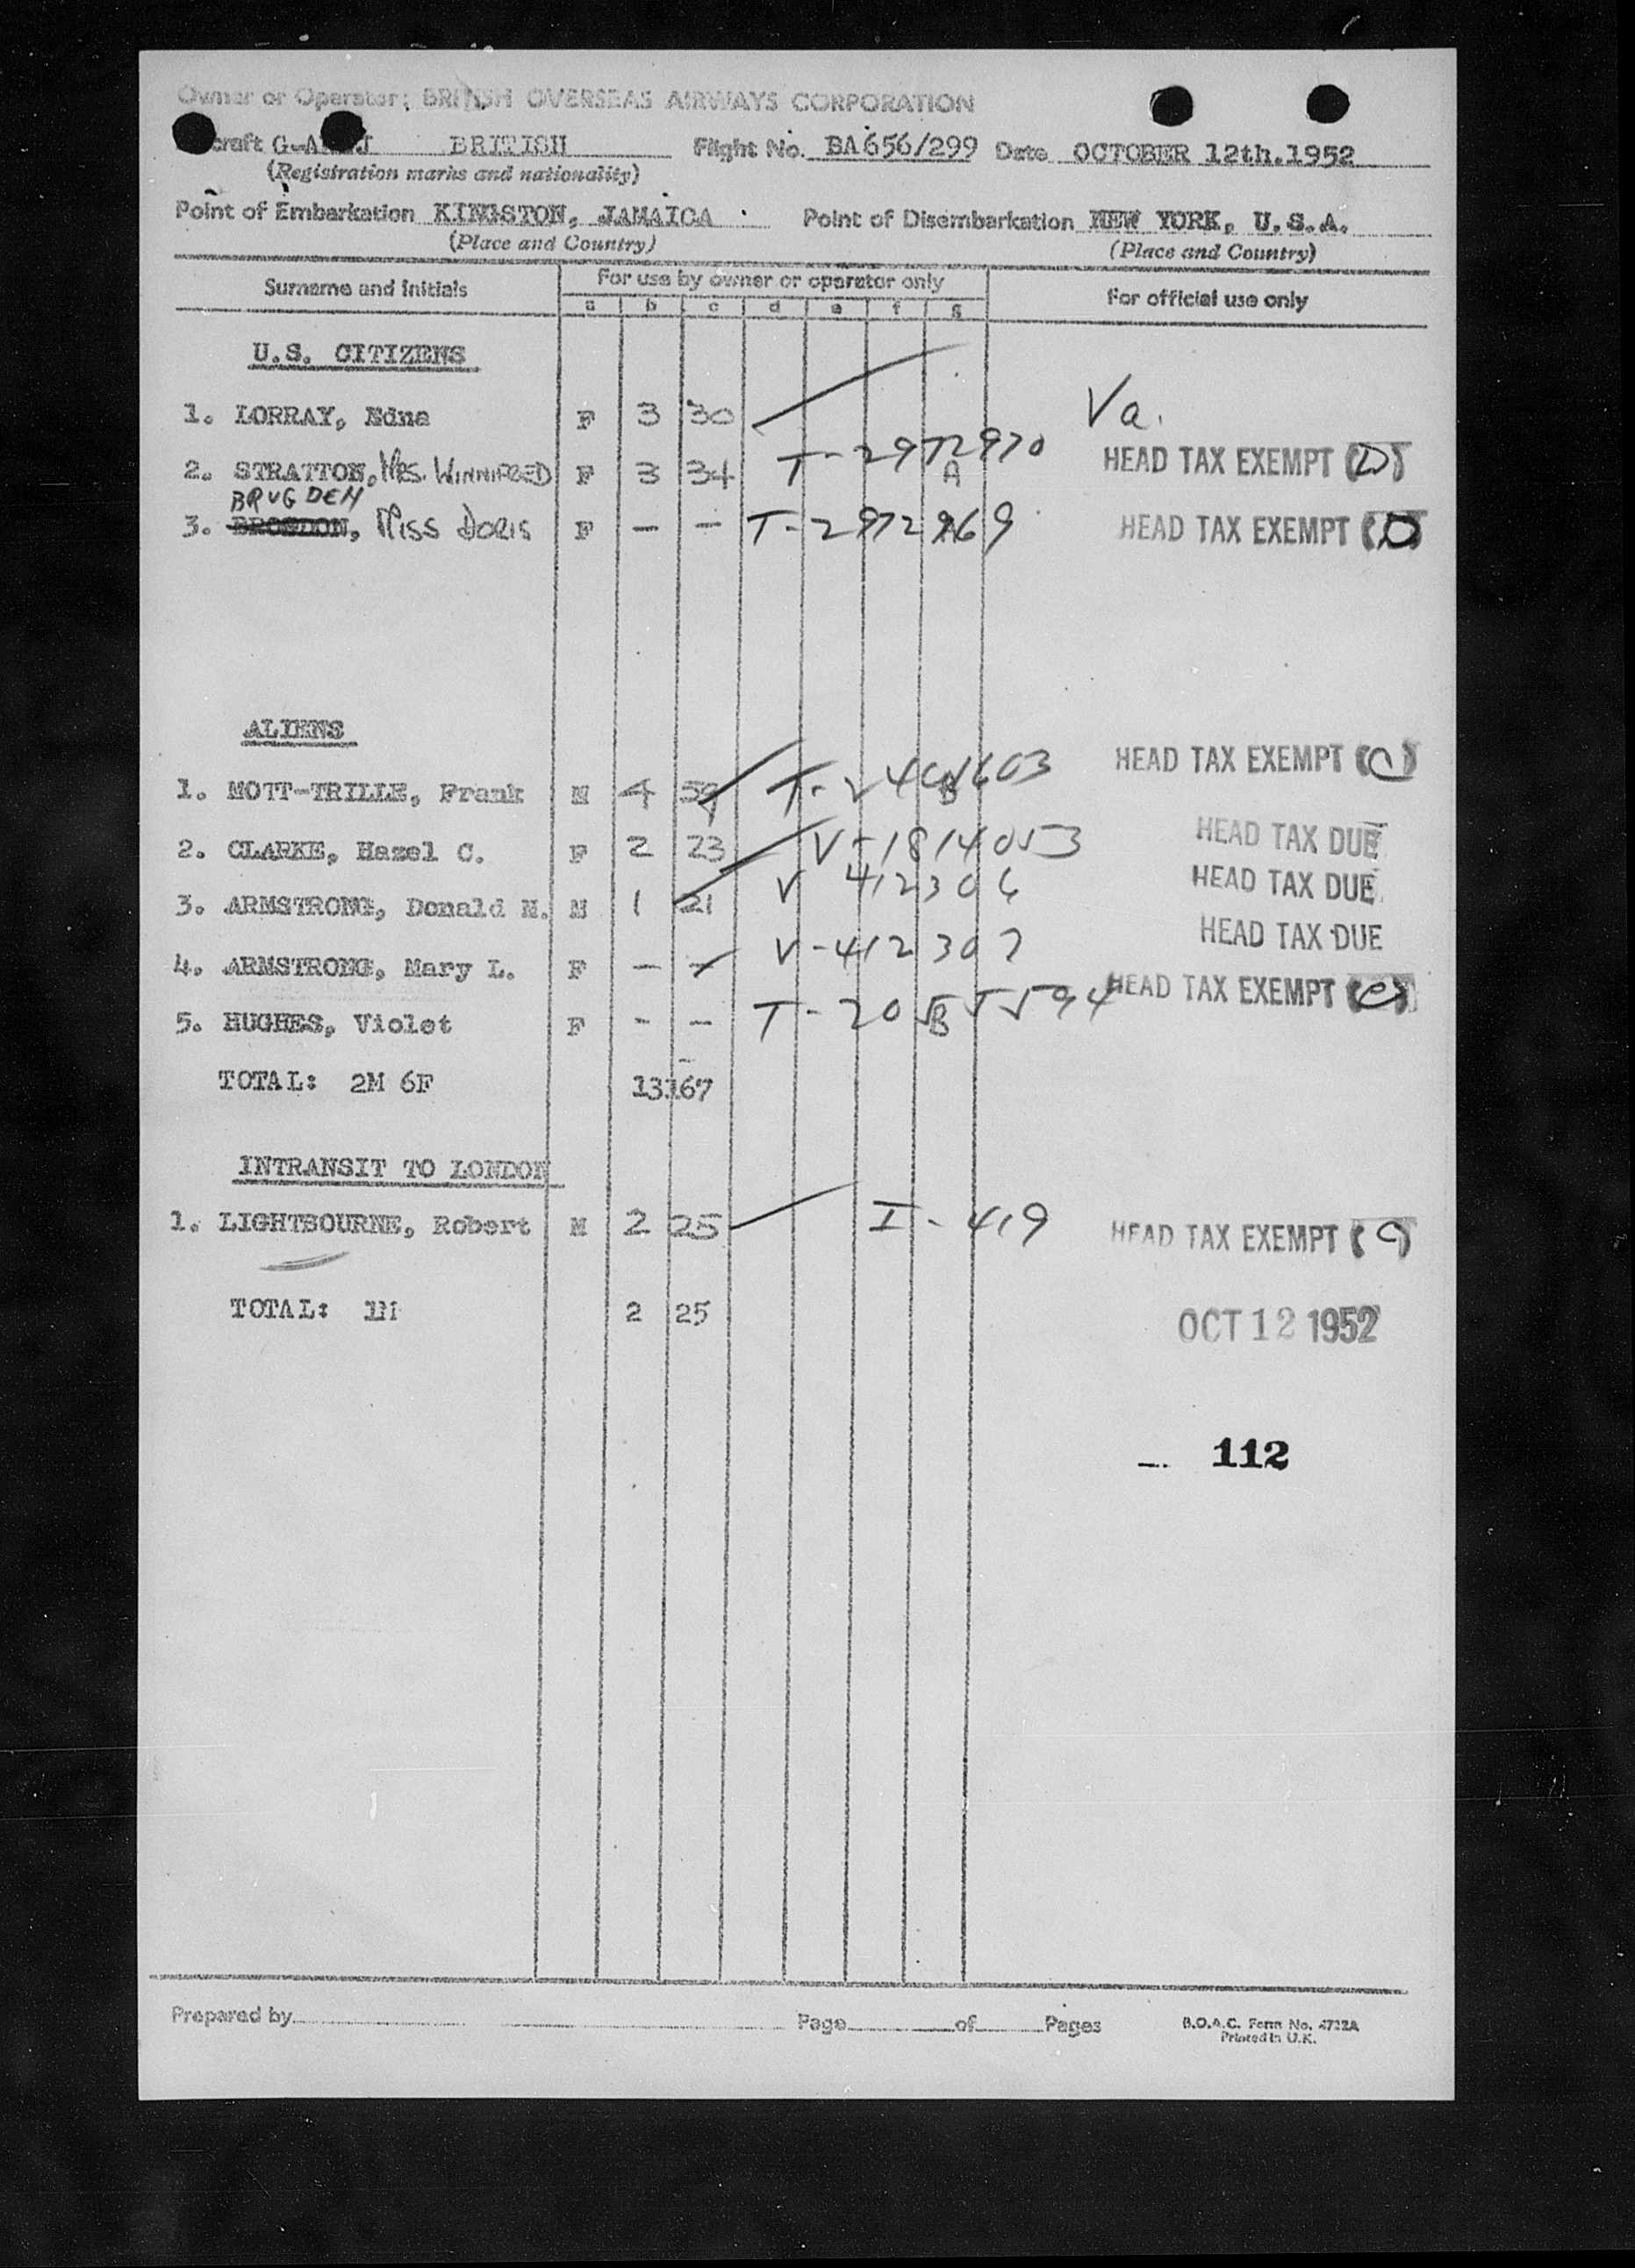 Owner or Operator: BRITISH OVERSEAS AIRWAYS CORPORATION
BRITISH Flight No. BA656/299 Date OCTOBER 12th.1952
(Registration marks and nationality)
Point of Embarkation KINGSTON, JAMAICA Point of Disembarkation NEW YORK, U.S.A.
(Place and Country) (Place and Country)
Surname and initials For use by owner or operator only For official use only
a b c d e f g
U.S. CITIZENS
Va.
1. LORRAY, Edna F 3 30
2. STRATTON, Mrs. WINNIFRED F 3 34 T-2972970 A HEAD TAX EXEMPT (D)
BRUGDEN
3. BROGDON, MISS DORIS F — — T-2972969 HEAD TAX EXEMPT (D)
ALIENS
1. MOTT-TRILLE, Frank M 4 59 HEAD TAX EXEMPT (C)
2. CLARKE, Hazel C. F 2 23 V-1814053 HEAD TAX DUE
3. ARMSTRONG, Donald M. M 1 21 V 412306 HEAD TAX DUE
4. ARMSTRONG, Mary L. F — — V-412307 HEAD TAX DUE
5. HUGHES, Violet F - — T-2055594 B HEAD TAX EXEMPT (C)
TOTAL: 2M 6F 13 167
INTRANSIT TO LONDON
1. LIGHTBOURNE, Robert M 2 25 I-419 HEAD TAX EXEMPT (C)
TOTAL: 1M 2 25
OCT 12 1952
112
Prepared by Page of Pages B.O.A.C. Form No. 4722A
Printed in U.K.